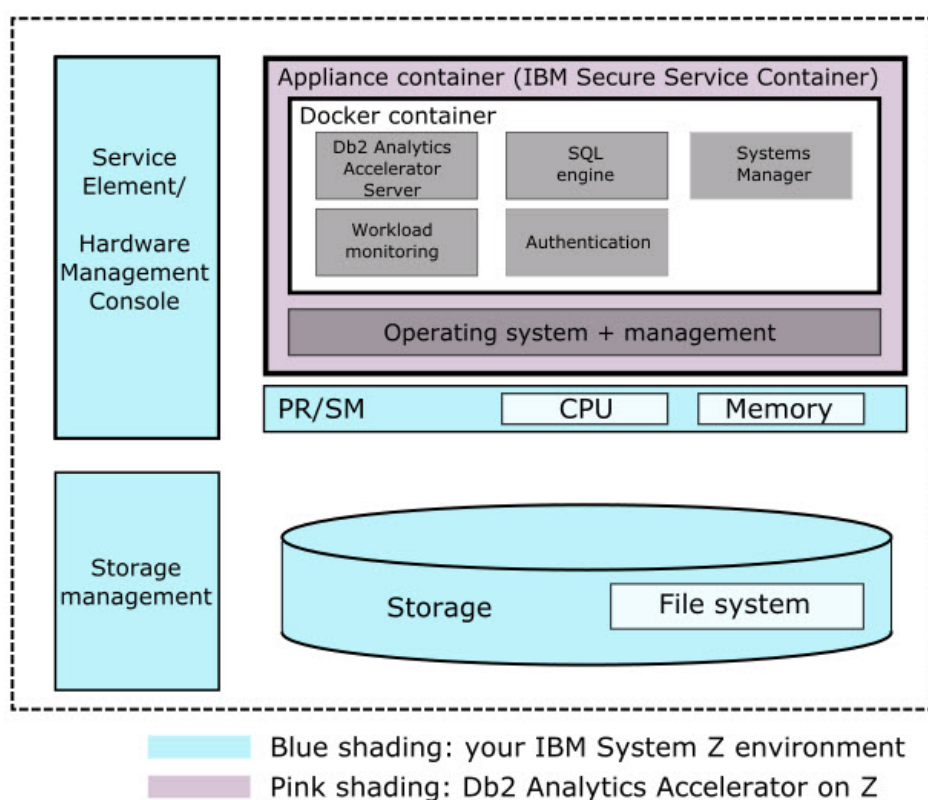 Service
Element/
Hardware
Management
Console
Appliance container (IBM Secure Service Container)
Docker container
Db2 Analytics
Accelerator
Server
SQL
engine
Systems
Manager
Workload
monitoring
Authentication
Operating system + management
PR/SM
CPU
Memory
Storage
management
Storage
File system
Blue shading: your IBM System Z environment
Pink shading: Db2 Analytics Accelerator on Z